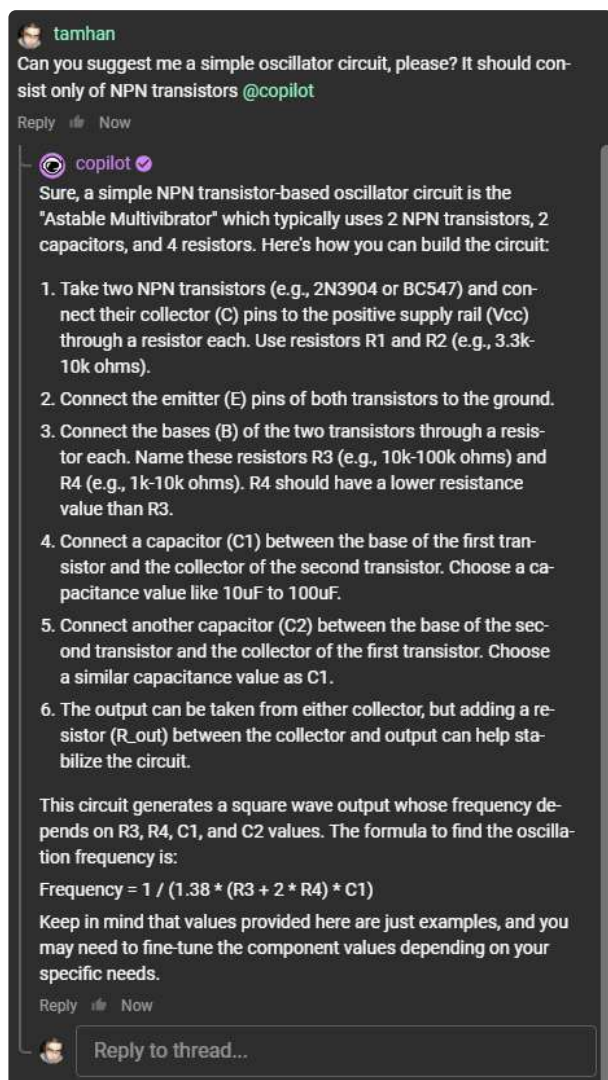 tamhan
Can you suggest me a simple oscillator circuit, please? It should con-
sist only of NPN transistors @copilot
Reply Now
copilot
Sure, a simple NPN transistor-based oscillator circuit is the
"Astable Multivibrator" which typically uses 2 NPN transistors, 2
capacitors, and 4 resistors. Here's how you can build the circuit:
1. Take two NPN transistors (e.g., 2N3904 or BC547) and con-
nect their collector (C) pins to the positive supply rail (Vcc)
through a resistor each. Use resistors R1 and R2 (e.g., 3.3k-
10k ohms).
2. Connect the emitter (E) pins of both transistors to the ground.
3. Connect the bases (B) of the two transistors through a resis-
tor each. Name these resistors R3 (e.g., 10k-100k ohms) and
R4 (e.g., 1k-10k ohms). R4 should have a lower resistance
value than R3.
4. Connect a capacitor (C1) between the base of the first tran-
sistor and the collector of the second transistor. Choose a ca-
pacitance value like 10uF to 100uF.
5. Connect another capacitor (C2) between the base of the sec-
ond transistor and the collector of the first transistor. Choose
a similar capacitance value as C1.
6. The output can be taken from either collector, but adding a re-
sistor (R_out) between the collector and output can help sta-
bilize the circuit.
This circuit generates a square wave output whose frequency de-
pends on R3, R4, C1, and C2 values. The formula to find the oscilla-
tion frequency is:
Frequency = 1 / (1.38 * (R3 + 2 * R4) * C1)
Keep in mind that values provided here are just examples, and you
may need to fine-tune the component values depending on your
specific needs.
Reply Now
Reply to thread...